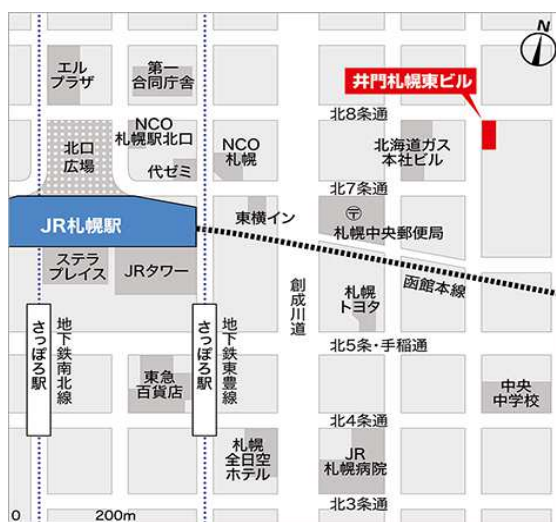 N
エル
プラザ
第一
合同庁舎
井門札幌東ビル
北8条通
NCO
札幌駅北口
北口
広場
代ゼミ
NCO
札幌
北海道ガス
本社ビル
北7条通
東横イン
〒
札幌中央郵便局
JR札幌駅
ステラ
プレイス
JRタワー
函館本線
創成川通
札幌
トヨタ
地下鉄南北線
さっぽろ駅
地下鉄東豊線
さっぽろ駅
北5条・手稲通
東急
百貨店
中央
中学校
北4条通
札幌
全日空
ホテル
JR
札幌病院
北3条通
0
200m